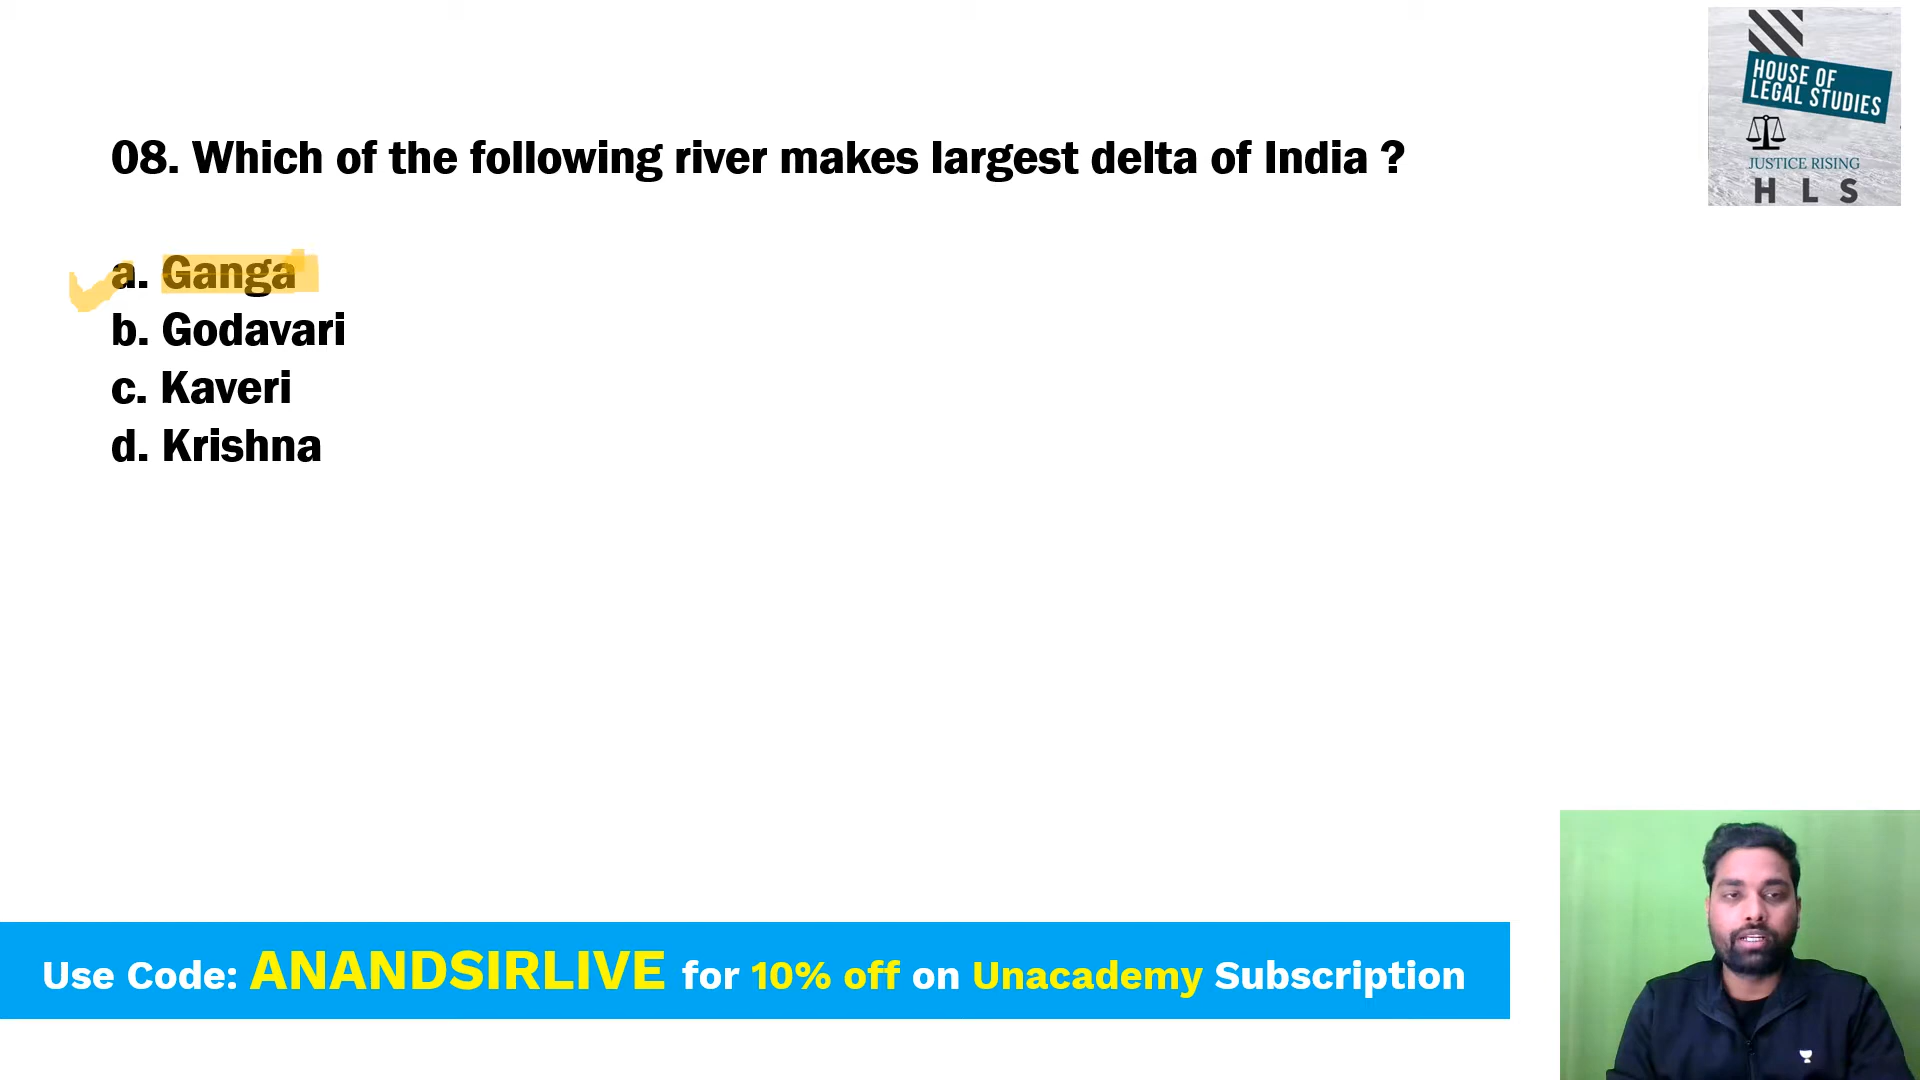 HOUSE OF
LEGAL STUDIES
JUSTICE RISING
H L S
08. Which of the following river makes largest delta of India ?
a. Ganga
b. Godavari
c. Kaveri
d. Krishna
Use Code: ANANDSIRLIVE for 10% off on Unacademy Subscription